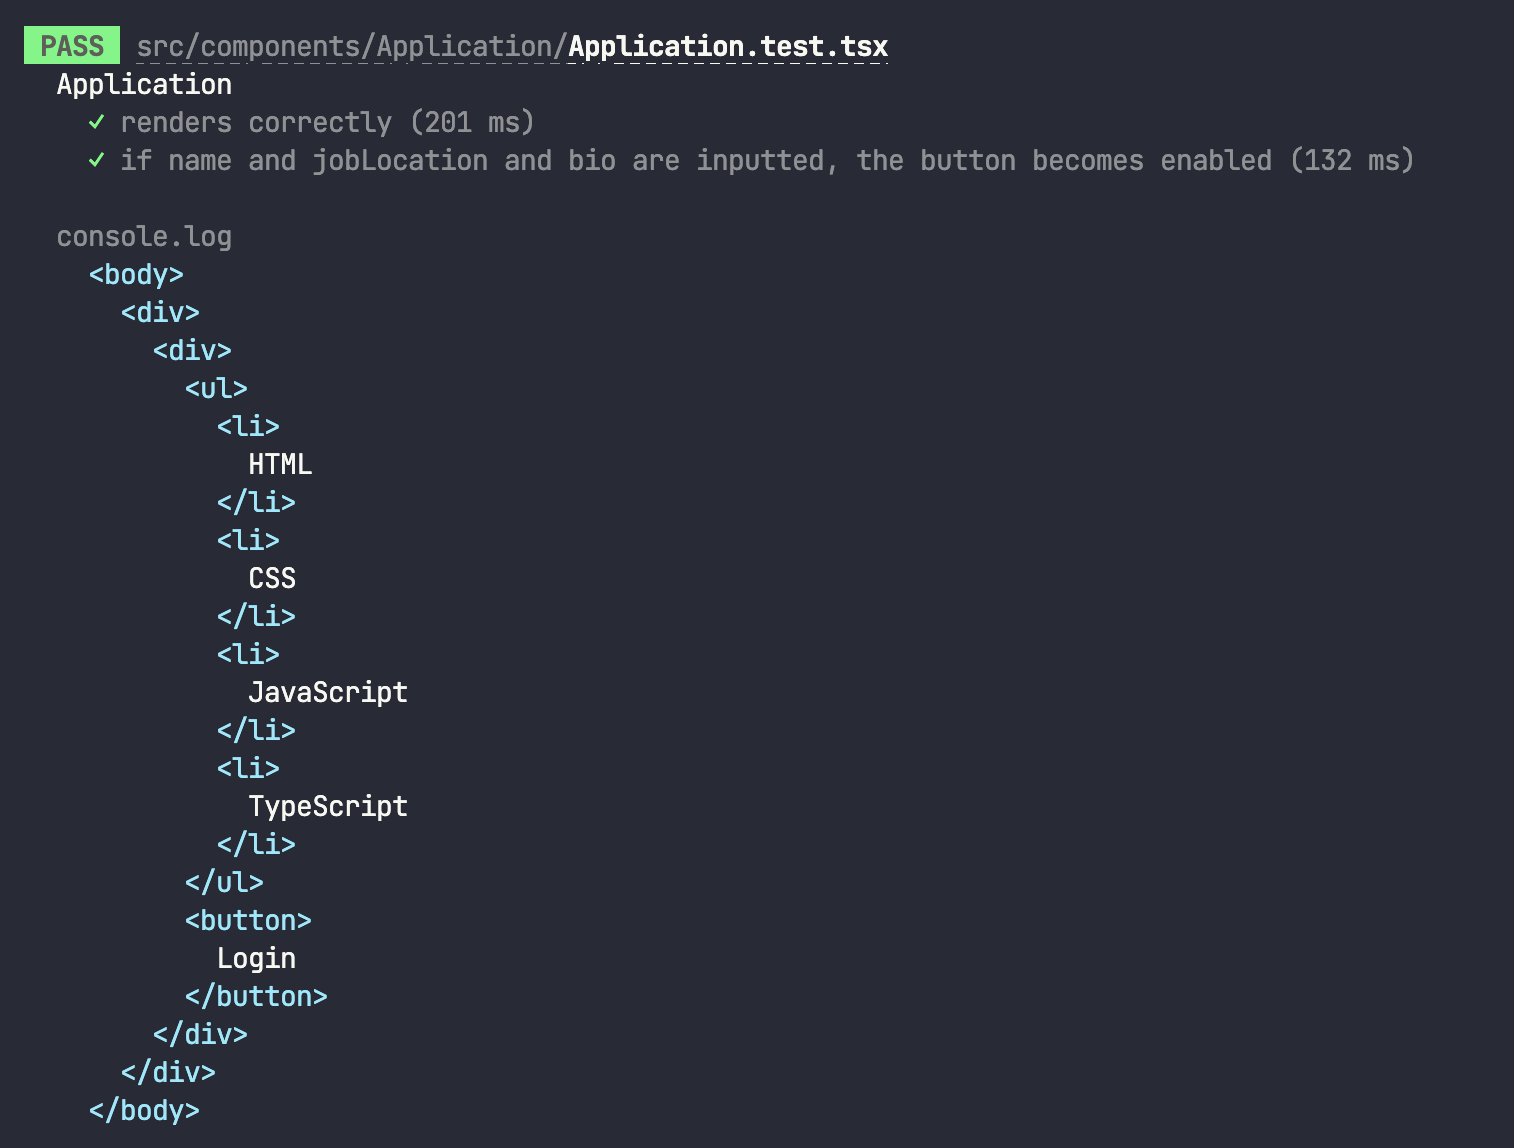 PASS src/components/Application/Application.test.tsx
Application
✓ renders correctly (201 ms)
✓ if name and jobLocation and bio are inputted, the button becomes enabled (132 ms)
console.log
<body>
<div>
<div>
<ul>
<li>
HTML
</li>
<li>
CSS
</li>
<li>
JavaScript
</li>
<li>
TypeScript
</li>
</ul>
<button>
Login
</button>
</div>
</div>
</body>